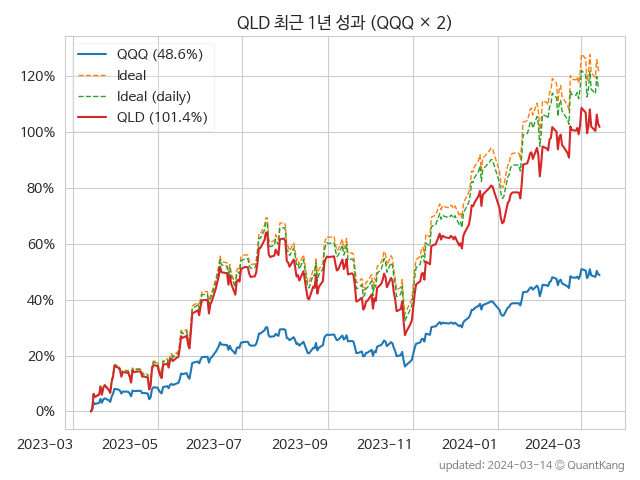 QLD 최근 1년 성과 (QQQ × 2)
QQQ (48.6%)
Ideal
Ideal (daily)
QLD (101.4%)
120%
100%
80%
60%
40%
20%
0%
2023-03 2023-05 2023-07 2023-09 2023-11 2024-01 2024-03
updated: 2024-03-14 © QuantKang